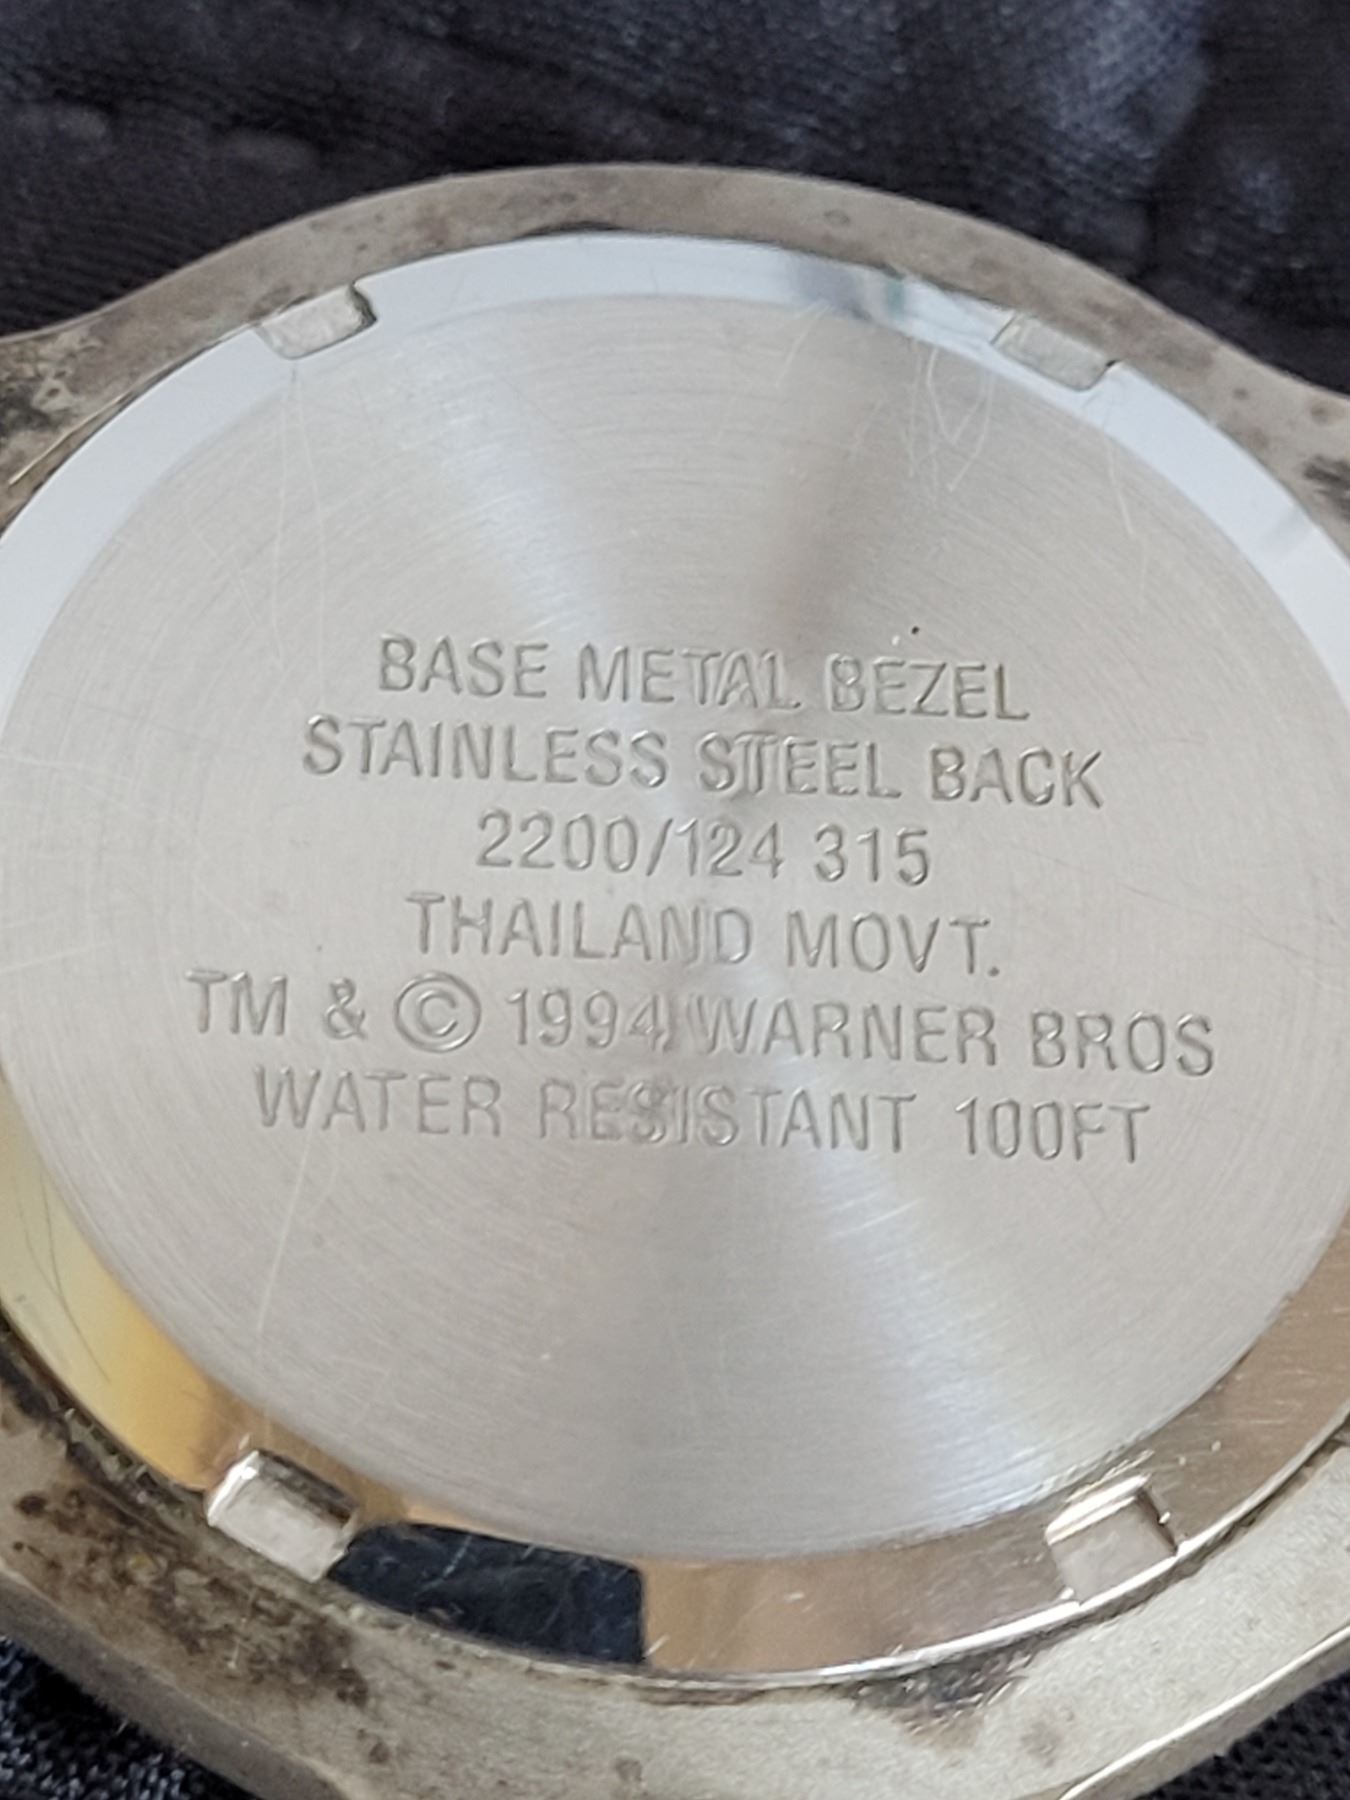 BASE METAL BEZEL
STAINLESS STEEL BACK
2200/124 315
THAILAND MOVT.
TM & © 1994 WARNER BROS
WATER RESISTANT 100FT